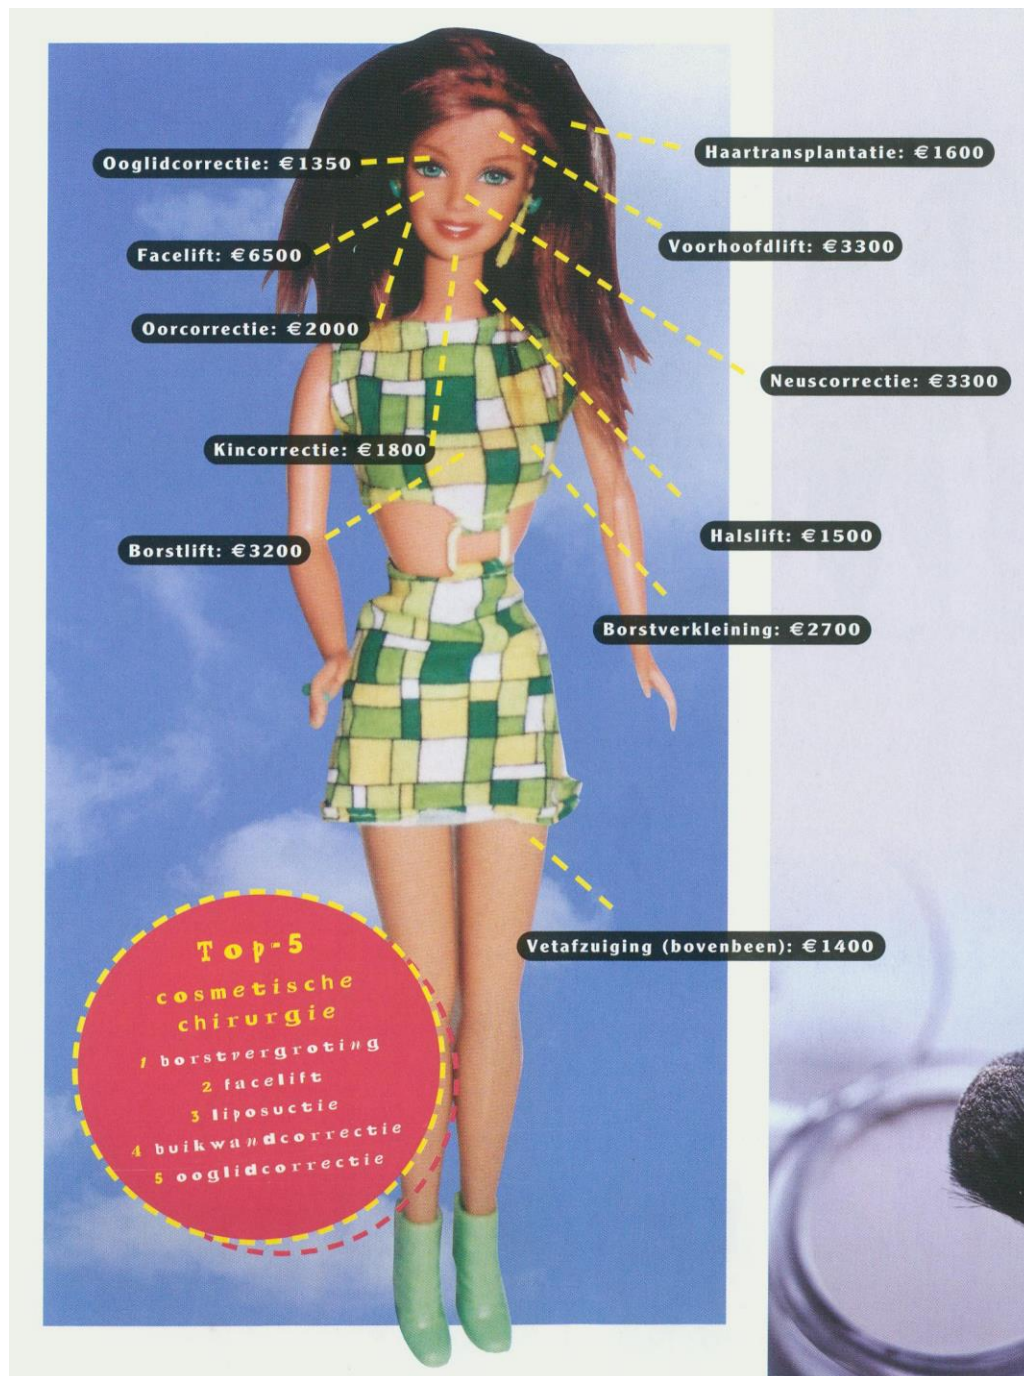 Ooglidcorrectie: €1350
Haartransplantatie: €1600
Facelift: €6500
Voorhoofdlift: €3300
Oorcorrectie: €2000
Neuscorrectie: €3300
Kincorrectie: €1800
Borstlift: €3200
Halslift: €1500
Borstverkleining: €2700
Vetafzuiging (bovenbeen): €1400
Top-5
cosmetische
chirurgie
1 borstvergroting
2 facelift
3 liposuctie
4 buikwandcorrectie
5 ooglidcorrectie